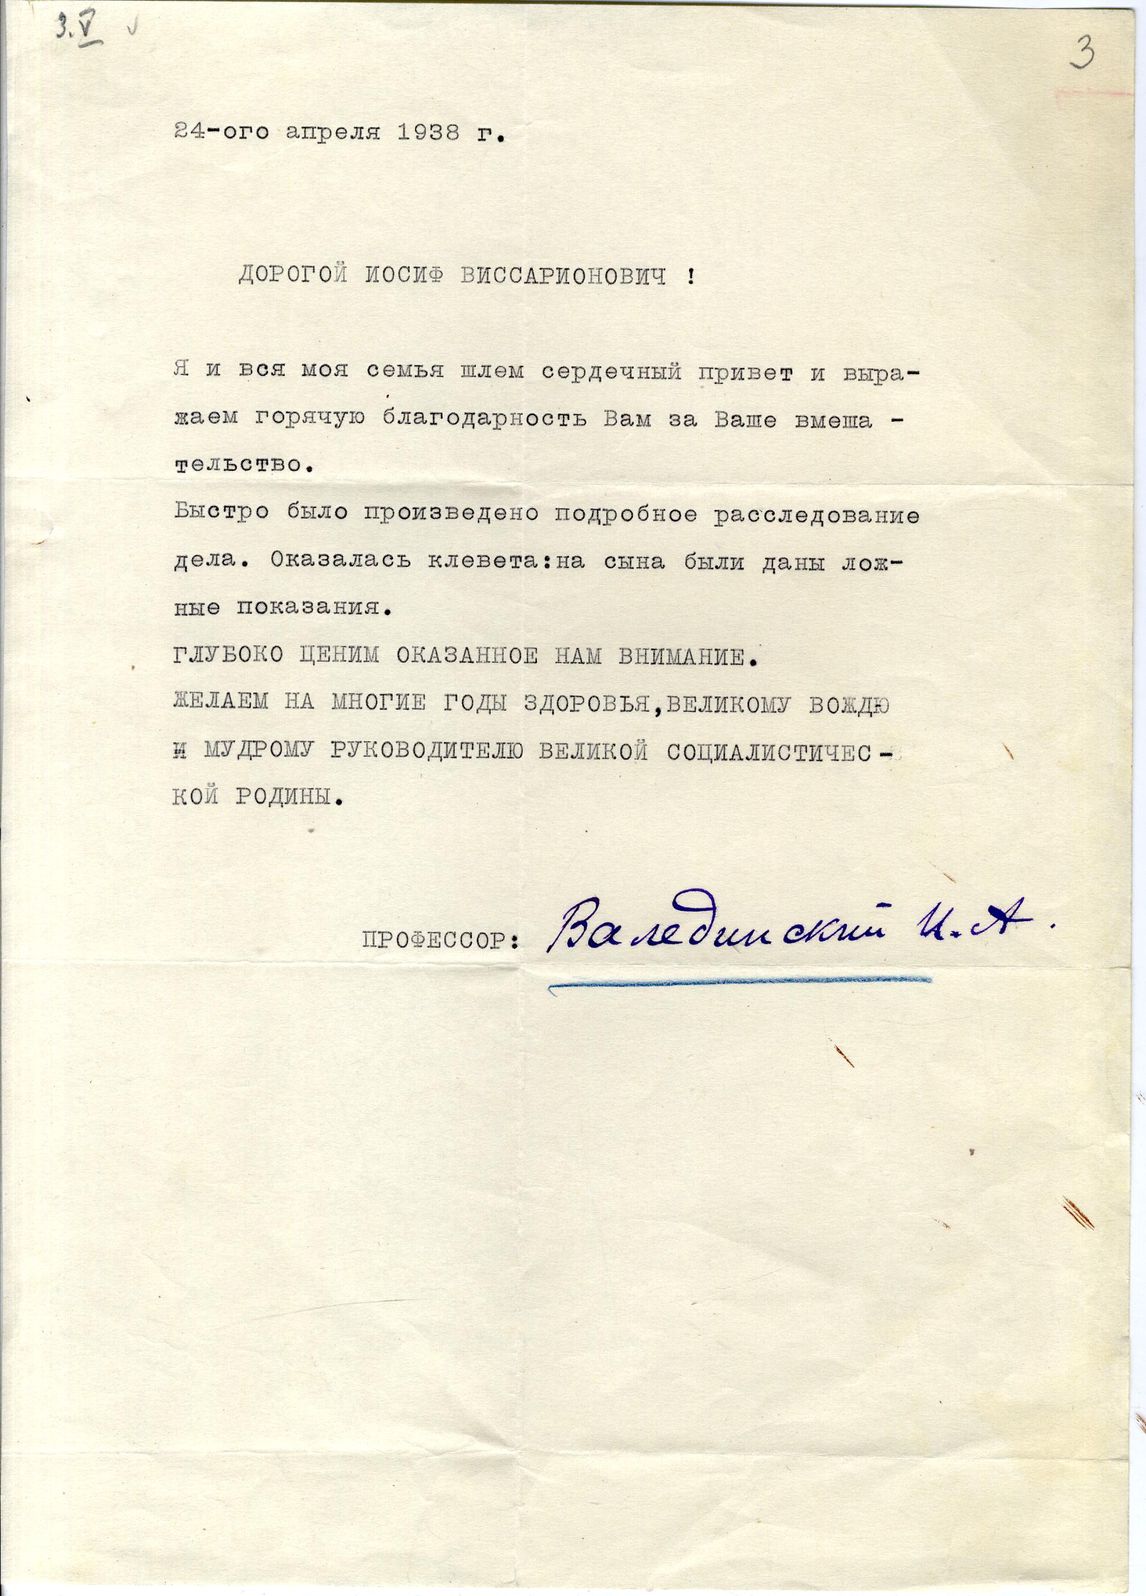 3.V
3
24-ого апреля 1938 г.
ДОРОГОЙ ИОСИФ ВИССАРИОНОВИЧ !
Я и вся моя семья шлем сердечный привет и выра-
жаем горячую благодарность Вам за Ваше вмеша -
тельство.
Быстро было произведено подробное расследование
дела. Оказалась клевета:на сына были даны лож-
ные показания.
ГЛУБОКО ЦЕНИМ ОКАЗАННОЕ НАМ ВНИМАНИЕ.
ЖЕЛАЕМ НА МНОГИЕ ГОДЫ ЗДОРОВЬЯ,ВЕЛИКОМУ ВОЖДЮ
И МУДРОМУ РУКОВОДИТЕЛЮ ВЕЛИКОЙ СОЦИАЛИСТИЧЕС -
КОЙ РОДИНЫ.
ПРОФЕССОР: Валединский И. А.